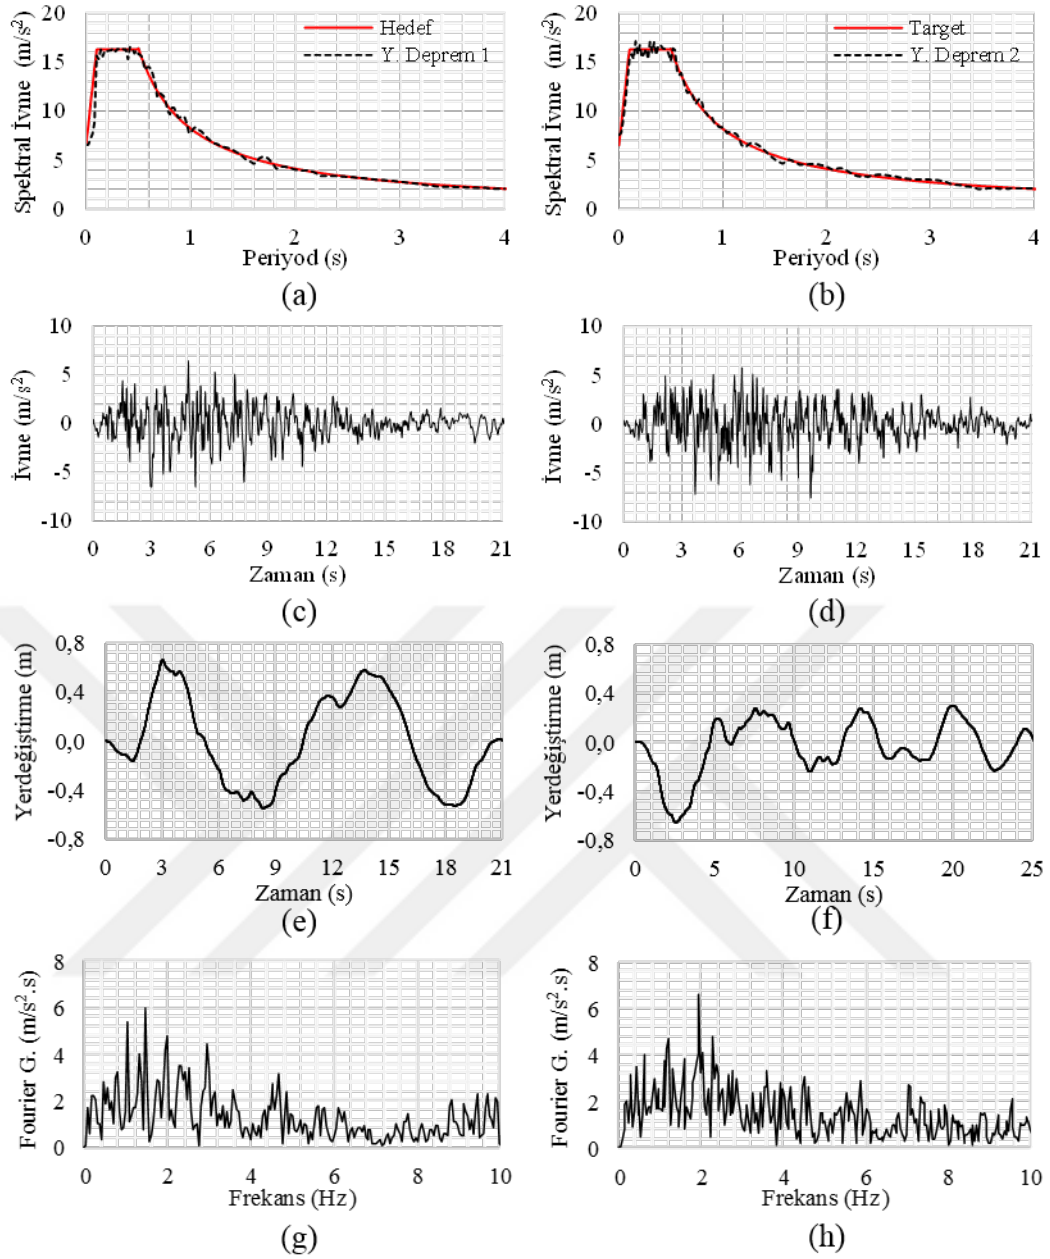 20
15
10
5
0
Spektral İvme (m/s²)
Hedef
Y. Deprem 1
0 1 2 3 4
Periyod (s)
(a)
20
15
10
5
0
Spektral İvme (m/s²)
Target
Y. Deprem 2
0 1 2 3 4
Periyod (s)
(b)
10
5
0
-5
-10
İvme (m/s²)
0 3 6 9 12 15 18 21
Zaman (s)
(c)
10
5
0
-5
-10
İvme (m/s²)
0 3 6 9 12 15 18 21
Zaman (s)
(d)
0,8
0,4
0,0
-0,4
-0,8
Yerdeğiştirme (m)
0 3 6 9 12 15 18 21
Zaman (s)
(e)
0,8
0,4
0,0
-0,4
-0,8
Yerdeğiştirme (m)
0 5 10 15 20 25
Zaman (s)
(f)
8
6
4
2
0
Fourier G. (m/s².s)
0 2 4 6 8 10
Frekans (Hz)
(g)
8
6
4
2
0
Fourier G. (m/s².s)
0 2 4 6 8 10
Frekans (Hz)
(h)